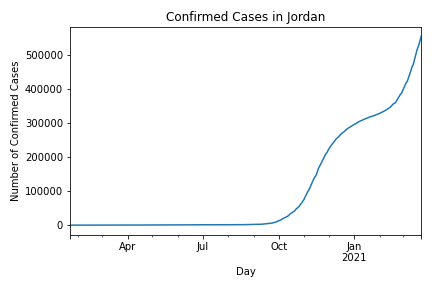 Confirmed Cases in Jordan
Number of Confirmed Cases
500000
400000
300000
200000
100000
0
Apr
Jul
Oct
Jan
2021
Day